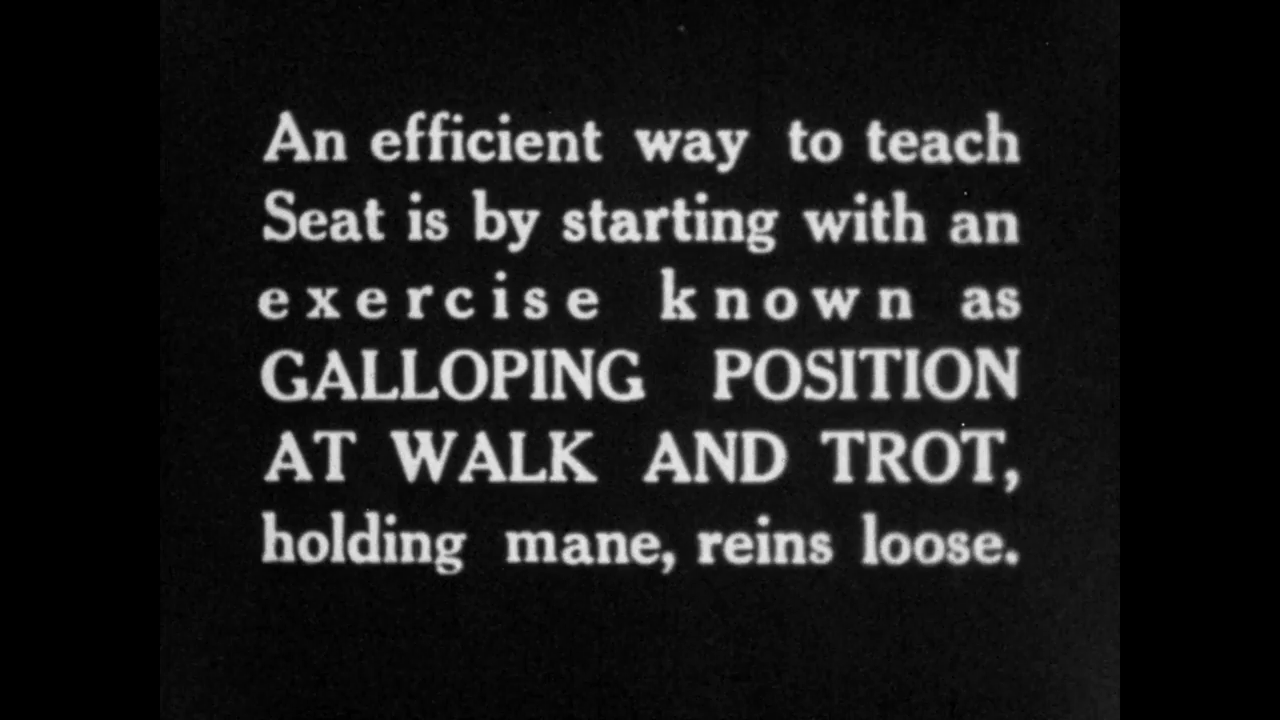 An efficient way to teach
Seat is by starting with an
exercise known as
GALLOPING POSITION
AT WALK AND TROT,
holding mane, reins loose.